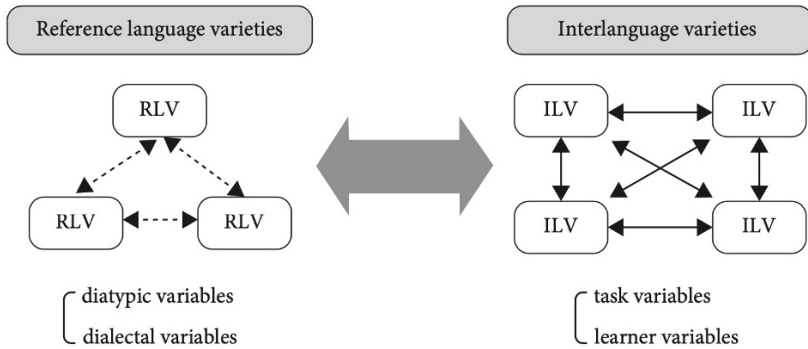 Reference language varieties
Interlanguage varieties
RLV
RLV
RLV
ILV
ILV
ILV
ILV
diatypic variables
dialectal variables
task variables
learner variables